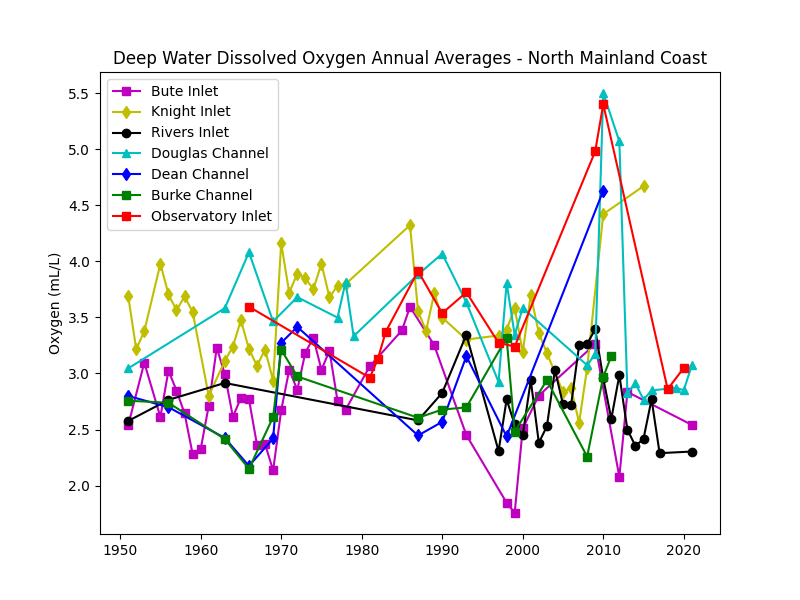 Deep Water Dissolved Oxygen Annual Averages - North Mainland Coast
Bute Inlet
Knight Inlet
Rivers Inlet
Douglas Channel
Dean Channel
Burke Channel
Observatory Inlet
Oxygen (mL/L)
5.5
5.0
4.5
4.0
3.5
3.0
2.5
2.0
1950 1960 1970 1980 1990 2000 2010 2020